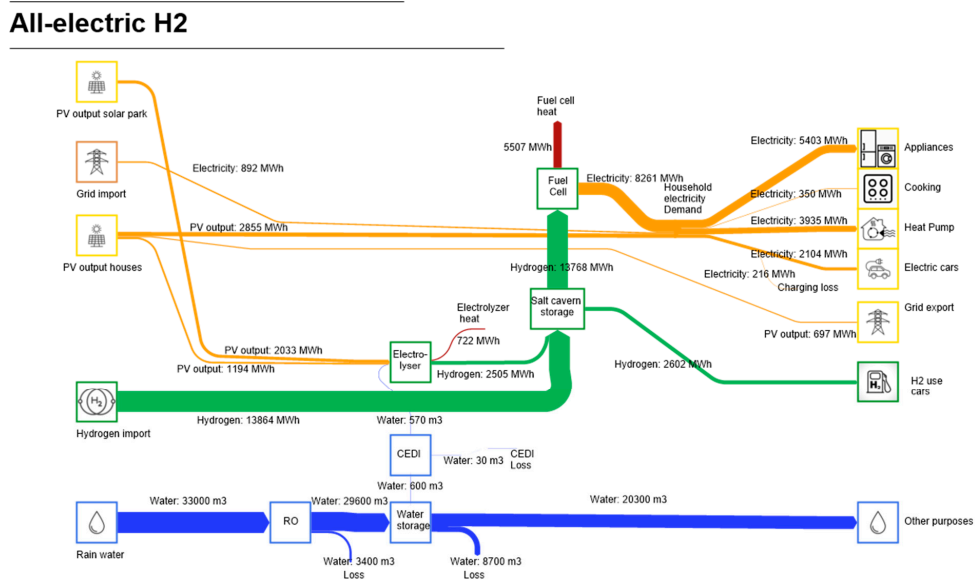 All-electric H2
PV output solar park
Grid import
PV output houses
Hydrogen import
Electricity: 892 MWh
PV output: 2855 MWh
PV output: 2033 MWh
PV output: 1194 MWh
Hydrogen: 13864 MWh
Fuel cell
heat
5507 MWh
Fuel
Cell
Electricity: 8261 MWh
Household
electricity
Demand
Hydrogen: 13768 MWh
Salt cavern
storage
Electrolyzer
heat
722 MWh
Electro-
lyser
Hydrogen: 2505 MWh
Hydrogen: 2602 MWh
Electricity: 5403 MWh
Appliances
Electricity: 350 MWh
Cooking
Electricity: 3935 MWh
Heat Pump
Electricity: 2104 MWh
Electric cars
Electricity: 216 MWh
Charging loss
Grid export
PV output: 697 MWh
H2 use
cars
H₂
H2
Water: 570 m3
CEDI
Water: 30 m3
CEDI
Loss
Water: 600 m3
Water: 33000 m3
Rain water
RO
Water: 29600 m3
Water
storage
Water: 20300 m3
Other purposes
Water: 3400 m3
Loss
Water: 8700 m3
Loss